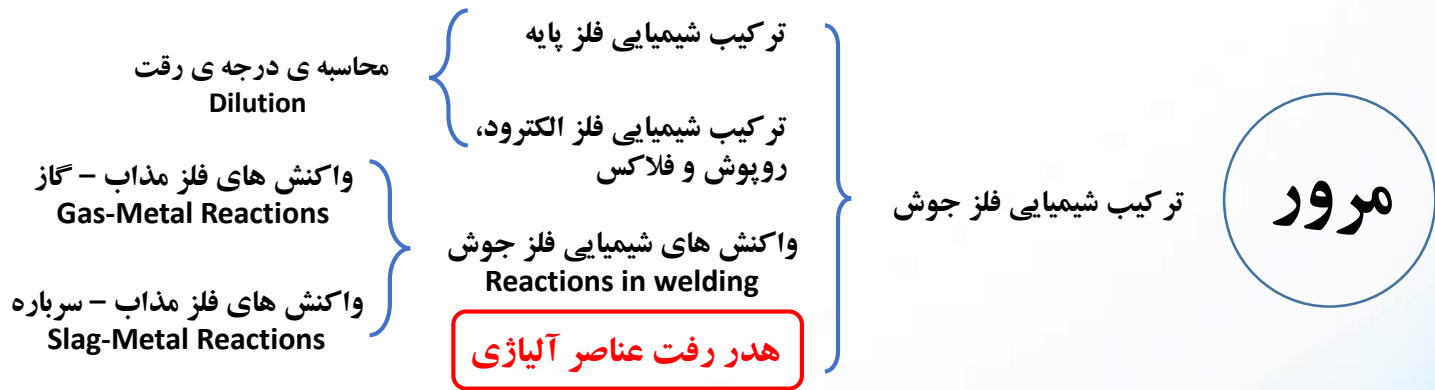 مرور
ترکیب شیمیایی فلز جوش
ترکیب شیمیایی فلز پایه
ترکیب شیمیایی فلز الکترود،
روپوش و فلاکس
واکنش های شیمیایی فلز جوش
Reactions in welding
هدر رفت عناصر آلیاژی
محاسبه ی درجه ی رقت
Dilution
واکنش های فلز مذاب – گاز
Gas-Metal Reactions
واکنش های فلز مذاب – سرباره
Slag-Metal Reactions